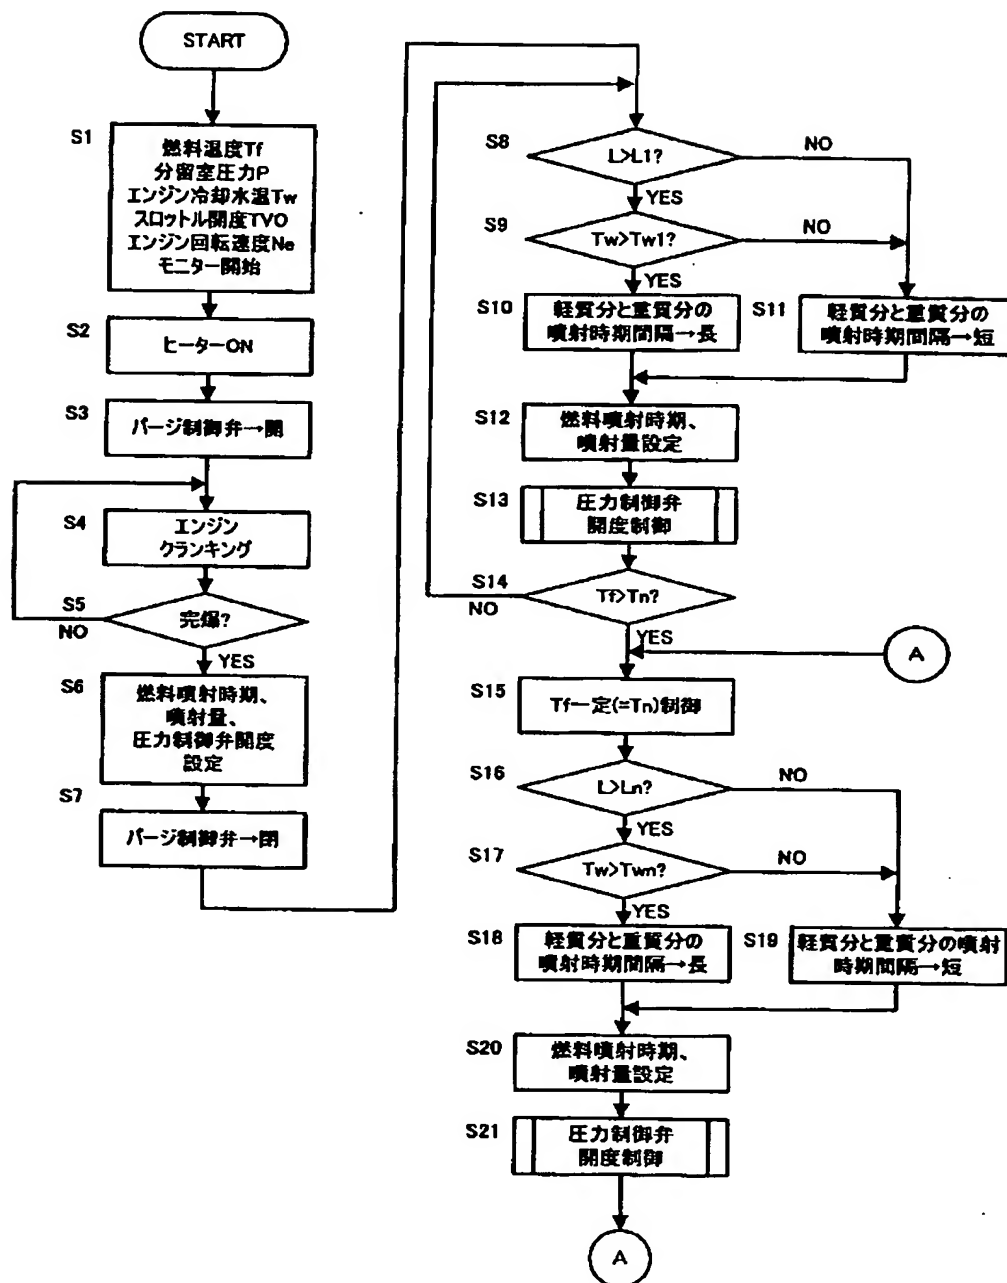 START
S1
燃料温度Tf
分留室圧力P
エンジン冷却水温Tw
スロットル開度TVO
エンジン回転速度Ne
モニター開始
S2
ヒーターON
S3
パージ制御弁→開
S4
エンジン
クランキング
S5
完爆?
NO
YES
S6
燃料噴射時期、
噴射量、
圧力制御弁開度
設定
S7
パージ制御弁→閉
S8
L>L1?
NO
YES
S9
Tw>Tw1?
NO
YES
S10
軽質分と重質分の
噴射時期間隔→長
S11
軽質分と重質分の
噴射時期間隔→短
S12
燃料噴射時期、
噴射量設定
S13
圧力制御弁
開度制御
S14
Tf>Tn?
NO
YES
A
S15
Tf一定(=Tn)制御
S16
L>Ln?
NO
YES
S17
Tw>Twn?
NO
YES
S18
軽質分と重質分の
噴射時期間隔→長
S19
軽質分と重質分の噴射
時期間隔→短
S20
燃料噴射時期、
噴射量設定
S21
圧力制御弁
開度制御
A